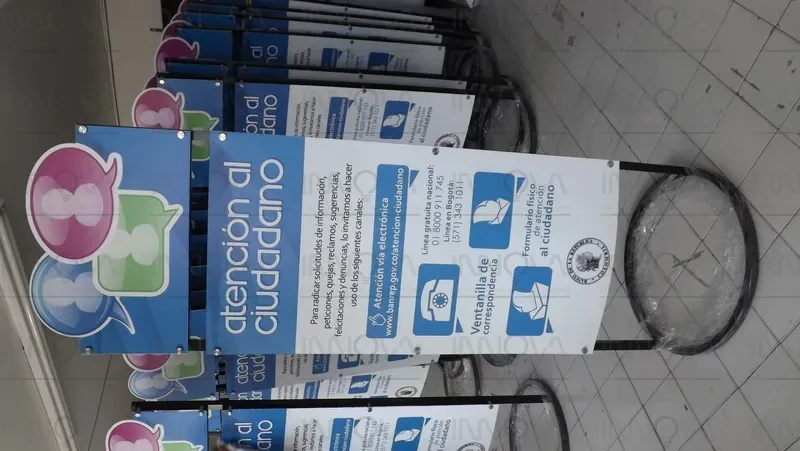 atención al
ciudadano
Para radicar solicitudes de información,
peticiones, quejas, reclamos, sugerencias,
felicitaciones y denuncias, lo invitamos a hacer
uso de los siguientes canales:
Atención vía electrónica
www.banrep.gov.co/atencion-ciudadano
Línea gratuita nacional:
01 8000 911 745
Línea en Bogotá:
(571) 343 1011
Ventanilla de
correspondencia
Formulario físico
de atención
al ciudadano
INNOVA